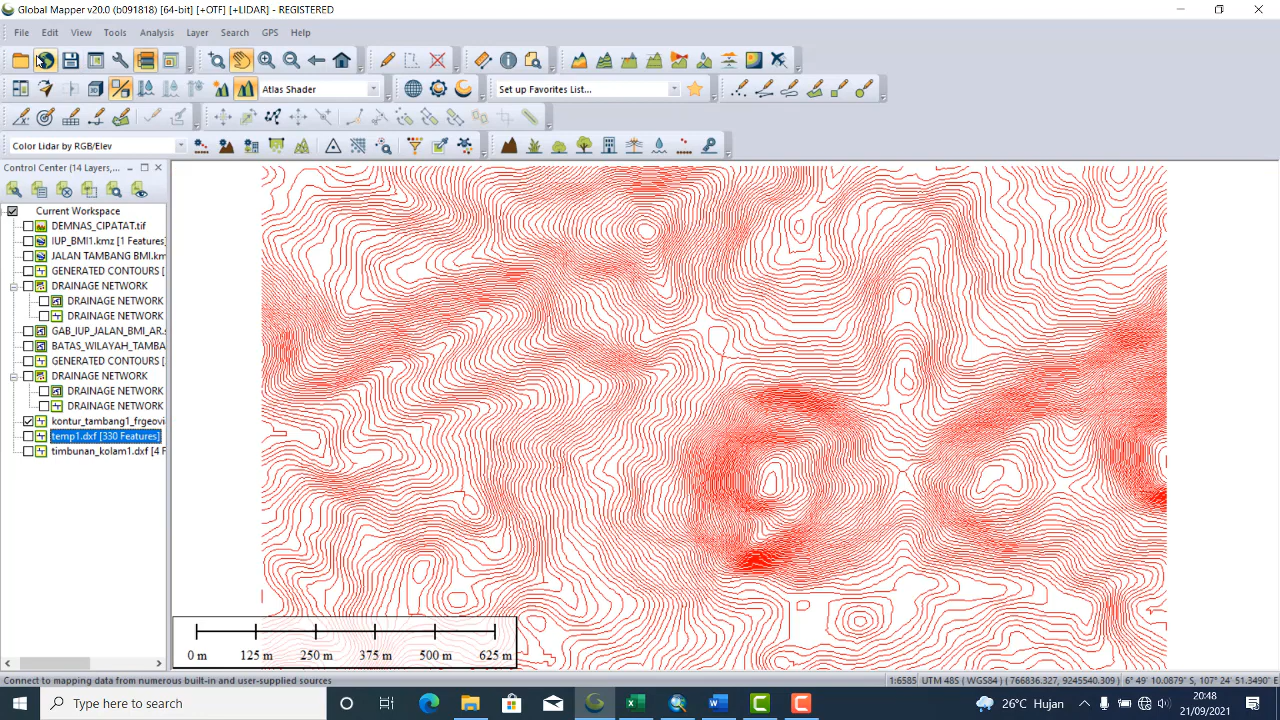 Global Mapper v20.0 (b091818) [64-bit] [+OTF] [+LIDAR] - REGISTERED
File Edit View Tools Analysis Layer Search GPS Help
Atlas Shader
Set up Favorites List...
Color Lidar by RGB/Elev
Control Center (14 Layers,...
Current Workspace
DEMNAS_CIPATAT.tif
IUP_BMI1.kmz [1 Features]
JALAN TAMBANG BMI.km
GENERATED CONTOURS [
DRAINAGE NETWORK
DRAINAGE NETWORK
DRAINAGE NETWORK
GAB_IUP_JALAN_BMI_AR.s
BATAS_WILAYAH_TAMBA
GENERATED CONTOURS [
DRAINAGE NETWORK
DRAINAGE NETWORK
DRAINAGE NETWORK
kontur_tambang1_frgeovi
temp1.dxf [330 Features]
timbunan_kolam1.dxf [4 F
0 m 125 m 250 m 375 m 500 m 625 m
Connect to mapping data from numerous built-in and user-supplied sources
1:6585 UTM 48S (WGS84) ( 766836.327, 9245540.309 ) 6° 49' 10.0879" S, 107° 24' 51.3490" E
Type here to search
26°C Hujan
20:48
21/09/2021